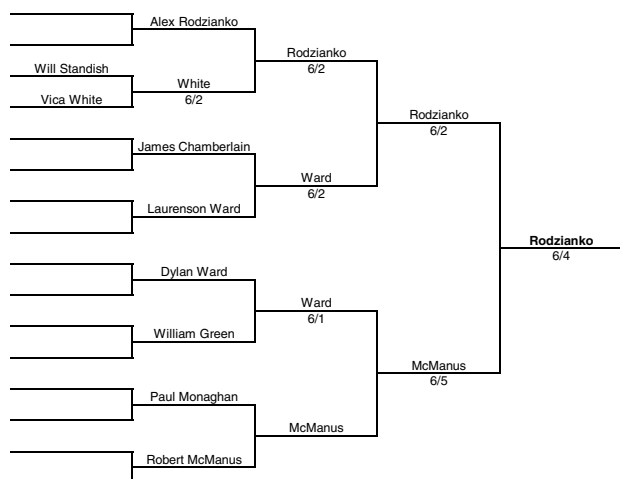 Alex Rodzianko
Rodzianko
6/2
Will Standish
White
6/2
Vica White
Rodzianko
6/2
James Chamberlain
Ward
6/2
Laurenson Ward
Rodzianko
6/4
Dylan Ward
Ward
6/1
William Green
McManus
6/5
Paul Monaghan
McManus
Robert McManus